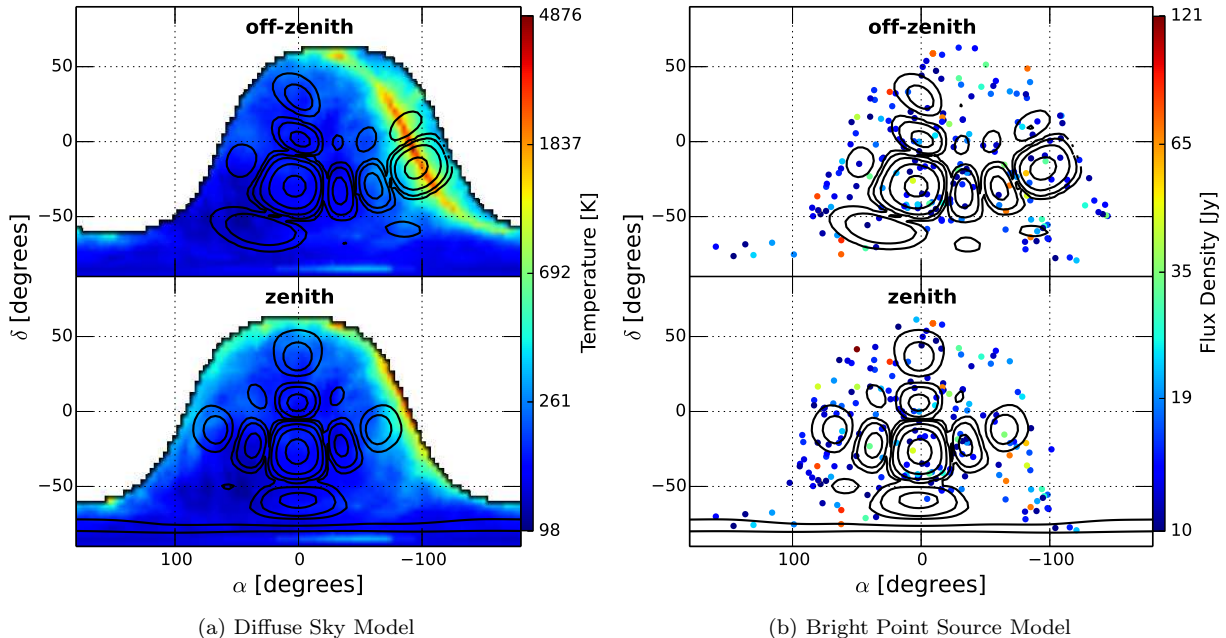 off-zenith
50
0
−50
zenith
50
0
−50
100
0
−100
δ [degrees]
α [degrees]
4876
1837
692
261
98
Temperature [K]
(a) Diffuse Sky Model
off-zenith
50
0
−50
zenith
50
0
−50
100
0
−100
δ [degrees]
α [degrees]
121
65
35
19
10
Flux Density [Jy]
(b) Bright Point Source Model